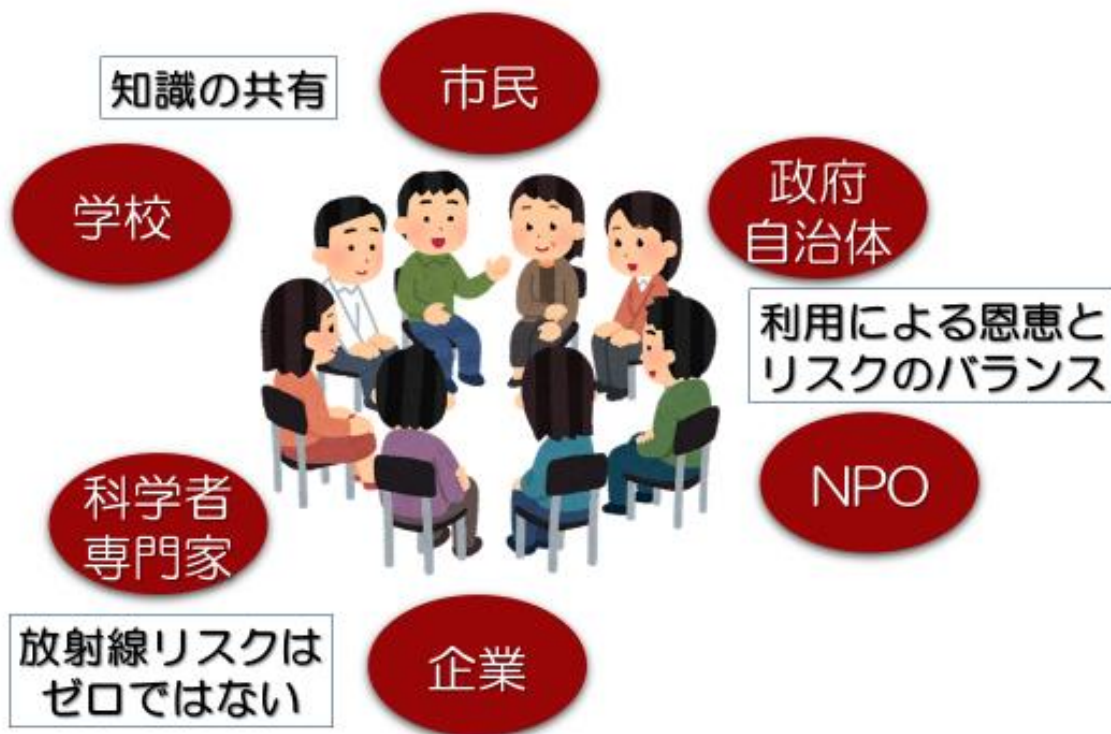 知識の共有
市民
学校
政府
自治体
利用による恩恵と
リスクのバランス
NPO
科学者
専門家
放射線リスクは
ゼロではない
企業